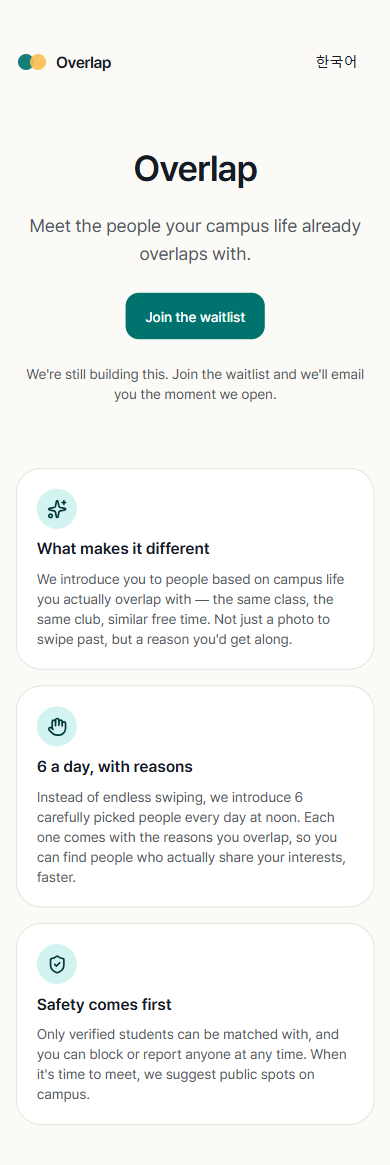 Overlap
한국어
Overlap
Meet the people your campus life already
overlaps with.
Join the waitlist
We're still building this. Join the waitlist and we'll email
you the moment we open.
What makes it different
We introduce you to people based on campus life
you actually overlap with — the same class, the
same club, similar free time. Not just a photo to
swipe past, but a reason you'd get along.
6 a day, with reasons
Instead of endless swiping, we introduce 6
carefully picked people every day at noon. Each
one comes with the reasons you overlap, so you
can find people who actually share your interests,
faster.
Safety comes first
Only verified students can be matched with, and
you can block or report anyone at any time. When
it's time to meet, we suggest public spots on
campus.